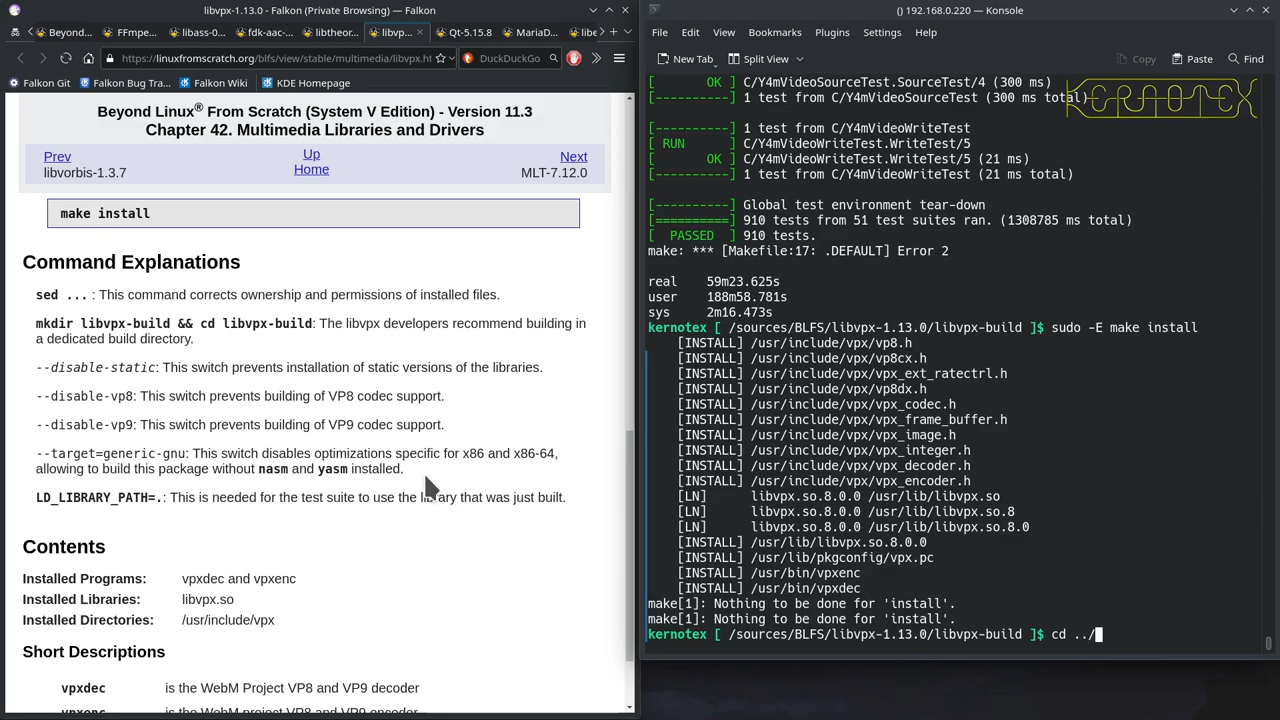 libvpx-1.13.0 - Falkon (Private Browsing) — Falkon
Beyond...
FFmpe...
libass-0...
fdk-aac-...
libtheor...
libvp...
Qt-5.15.8
MariaD...
libe
https://linuxfromscratch.org/blfs/view/stable/multimedia/libvpx.ht
DuckDuckGo
Falkon Git
Falkon Bug Tra...
Falkon Wiki
KDE Homepage
Beyond Linux® From Scratch (System V Edition) - Version 11.3
Chapter 42. Multimedia Libraries and Drivers
Prev
Up
Next
libvorbis-1.3.7
Home
MLT-7.12.0
make install
Command Explanations
sed ... : This command corrects ownership and permissions of installed files.
mkdir libvpx-build && cd libvpx-build: The libvpx developers recommend building in
a dedicated build directory.
--disable-static: This switch prevents installation of static versions of the libraries.
--disable-vp8: This switch prevents building of VP8 codec support.
--disable-vp9: This switch prevents building of VP9 codec support.
--target=generic-gnu: This switch disables optimizations specific for x86 and x86-64,
allowing to build this package without nasm and yasm installed.
LD_LIBRARY_PATH=.: This is needed for the test suite to use the library that was just built.
Contents
Installed Programs: vpxdec and vpxenc
Installed Libraries: libvpx.so
Installed Directories: /usr/include/vpx
Short Descriptions
vpxdec is the WebM Project VP8 and VP9 decoder
vpxenc is the WebM project VP8 and VP9 encoder
() 192.168.0.220 — Konsole
File Edit View Bookmarks Plugins Settings Help
New Tab Split View Copy Paste Find
[       OK ] C/Y4mVideoSourceTest.SourceTest/4 (300 ms)
[----------] 1 test from C/Y4mVideoSourceTest (300 ms total)
[----------] 1 test from C/Y4mVideoWriteTest
[ RUN      ] C/Y4mVideoWriteTest.WriteTest/5
[       OK ] C/Y4mVideoWriteTest.WriteTest/5 (21 ms)
[----------] 1 test from C/Y4mVideoWriteTest (21 ms total)
[----------] Global test environment tear-down
[==========] 910 tests from 51 test suites ran. (1308785 ms total)
[  PASSED  ] 910 tests.
make: *** [Makefile:17: .DEFAULT] Error 2
real    59m23.625s
user    188m58.781s
sys     2m16.473s
kernotex [ /sources/BLFS/libvpx-1.13.0/libvpx-build ]$ sudo -E make install
[INSTALL] /usr/include/vpx/vp8.h
[INSTALL] /usr/include/vpx/vp8cx.h
[INSTALL] /usr/include/vpx/vpx_ext_ratectrl.h
[INSTALL] /usr/include/vpx/vp8dx.h
[INSTALL] /usr/include/vpx/vpx_codec.h
[INSTALL] /usr/include/vpx/vpx_frame_buffer.h
[INSTALL] /usr/include/vpx/vpx_image.h
[INSTALL] /usr/include/vpx/vpx_integer.h
[INSTALL] /usr/include/vpx/vpx_decoder.h
[INSTALL] /usr/include/vpx/vpx_encoder.h
[LN]      libvpx.so.8.0.0 /usr/lib/libvpx.so
[LN]      libvpx.so.8.0.0 /usr/lib/libvpx.so.8
[LN]      libvpx.so.8.0.0 /usr/lib/libvpx.so.8.0
[INSTALL] /usr/lib/libvpx.so.8.0.0
[INSTALL] /usr/lib/pkgconfig/vpx.pc
[INSTALL] /usr/bin/vpxenc
[INSTALL] /usr/bin/vpxdec
make[1]: Nothing to be done for 'install'.
make[1]: Nothing to be done for 'install'.
kernotex [ /sources/BLFS/libvpx-1.13.0/libvpx-build ]$ cd ../